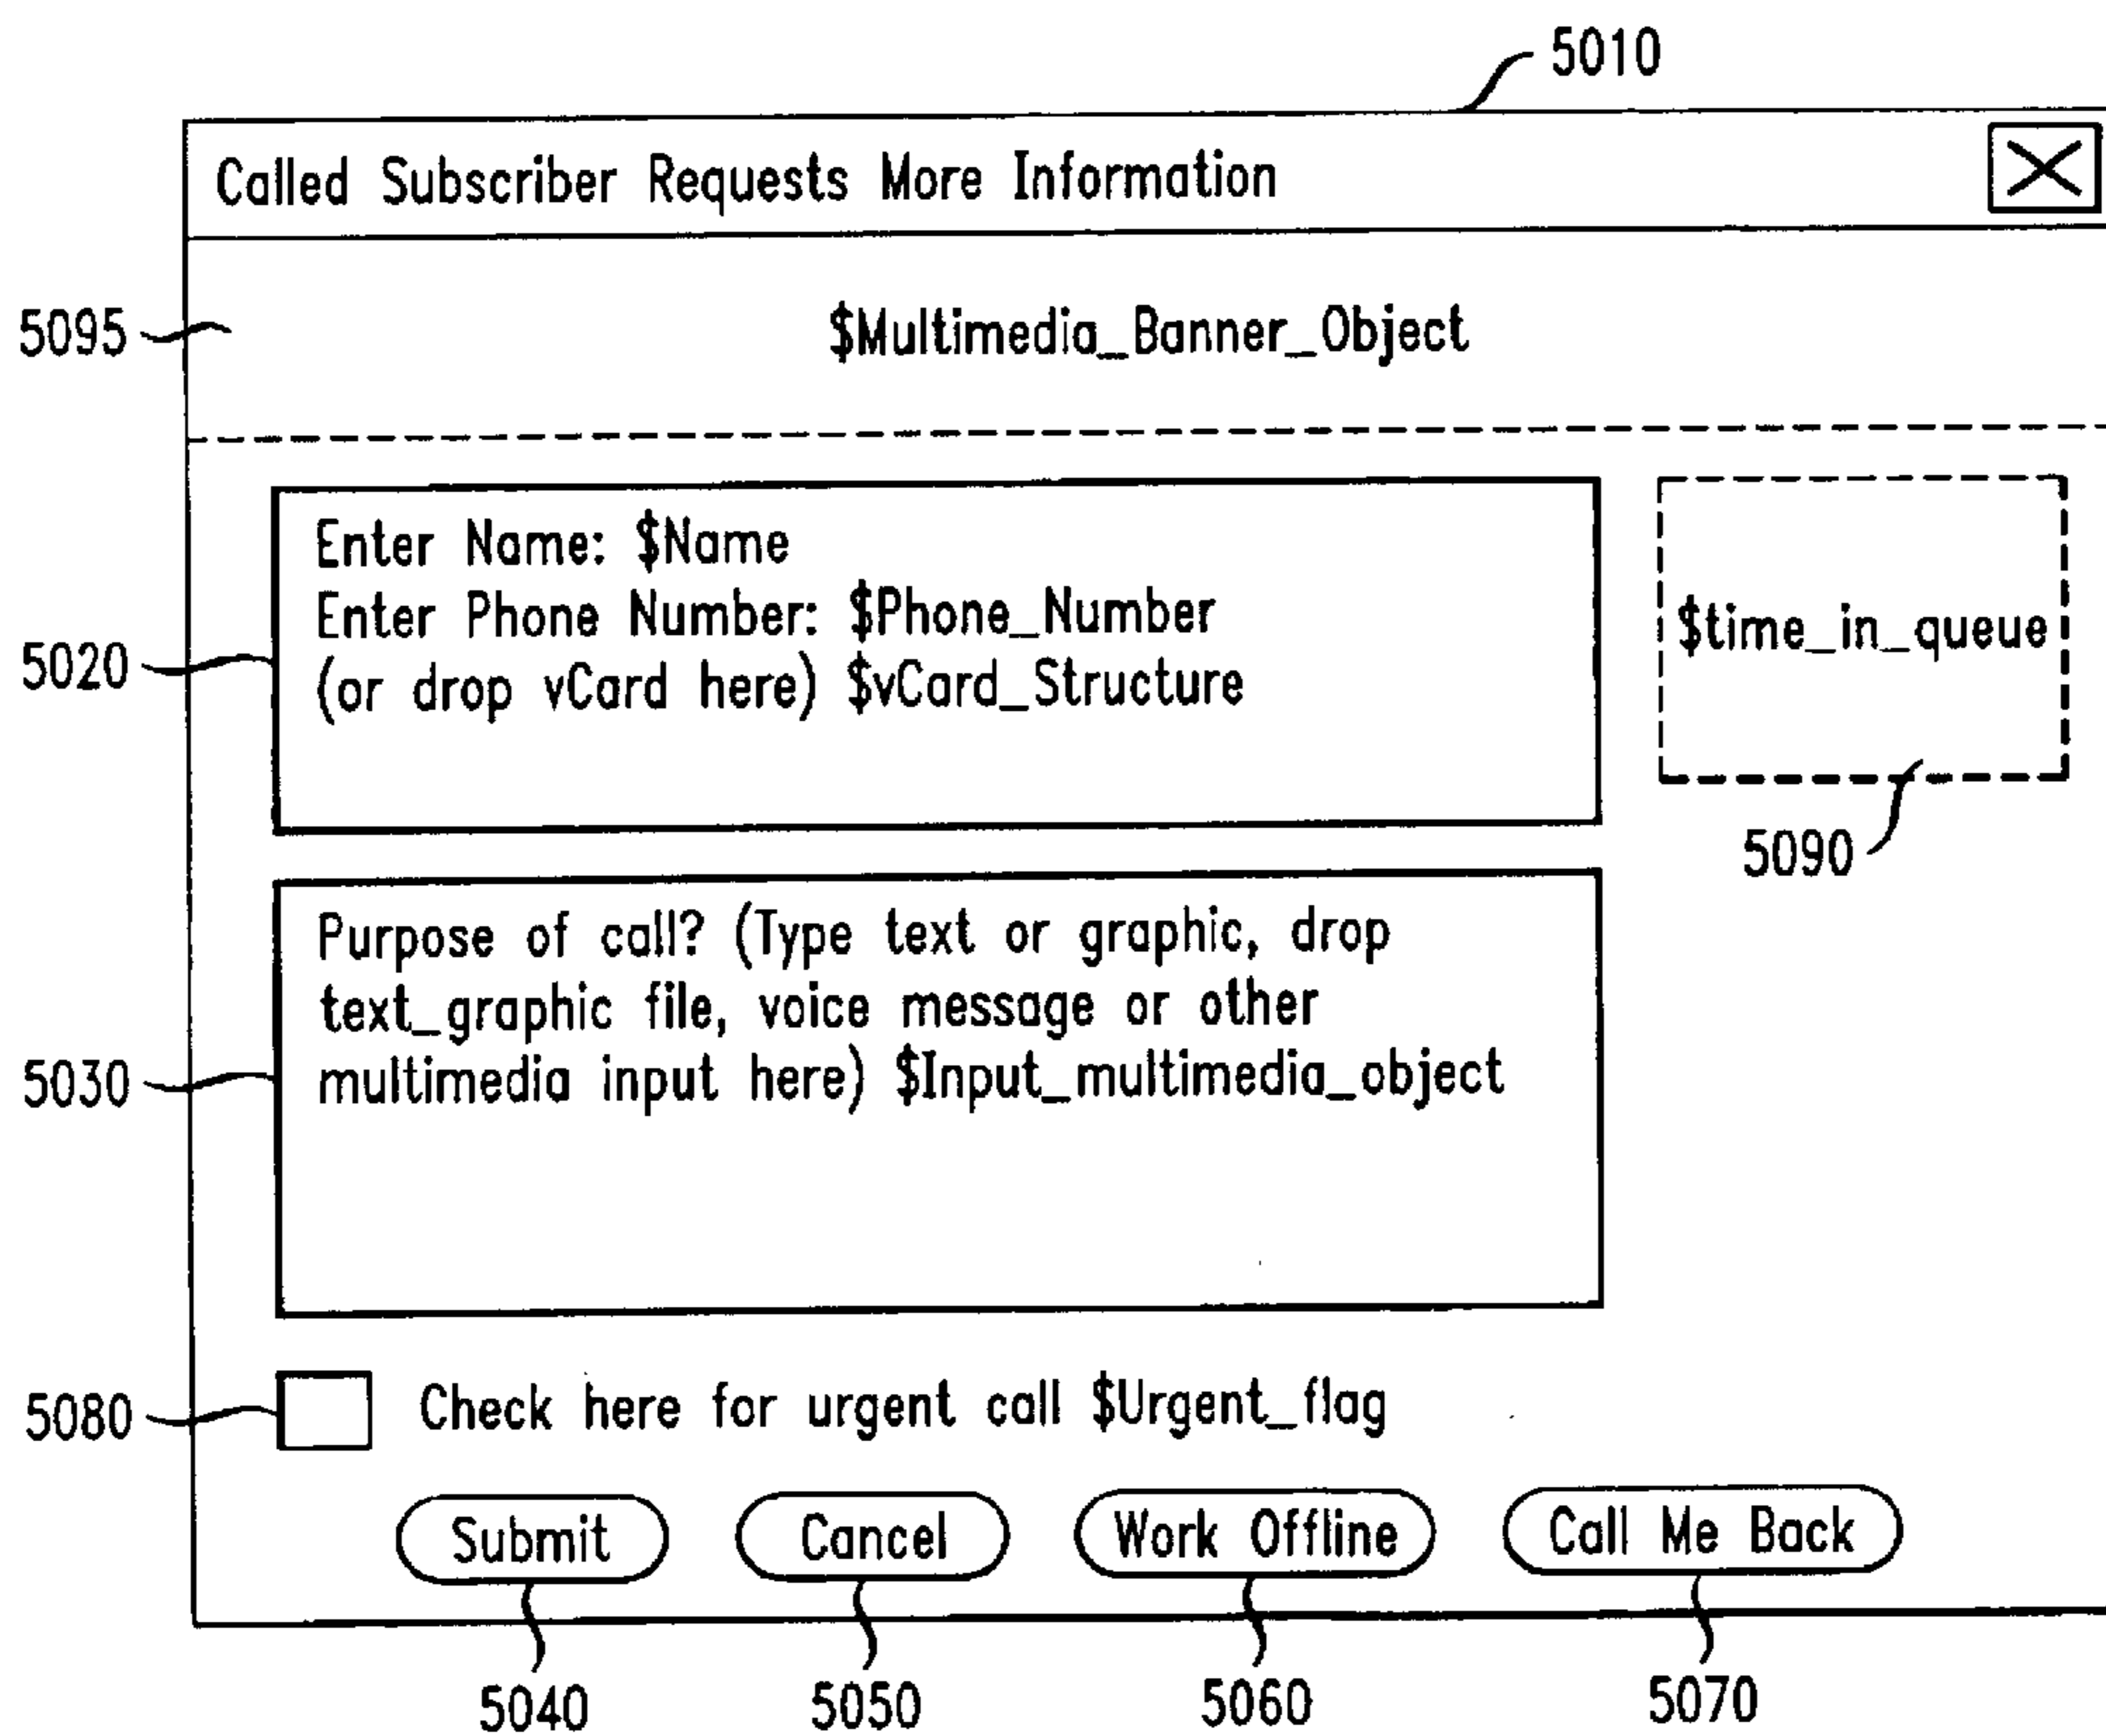 5010
Called Subscriber Requests More Information
5095
$Multimedia_Banner_Object
Enter Name: $Name
Enter Phone Number: $Phone_Number
(or drop vCard here) $vCard_Structure
5020
$time_in_queue
5090
Purpose of call? (Type text or graphic, drop
text_graphic file, voice message or other
multimedia input here) $Input_multimedia_object
5030
5080
Check here for urgent call $Urgent_flag
Submit
Cancel
Work Offline
Call Me Back
5040
5050
5060
5070